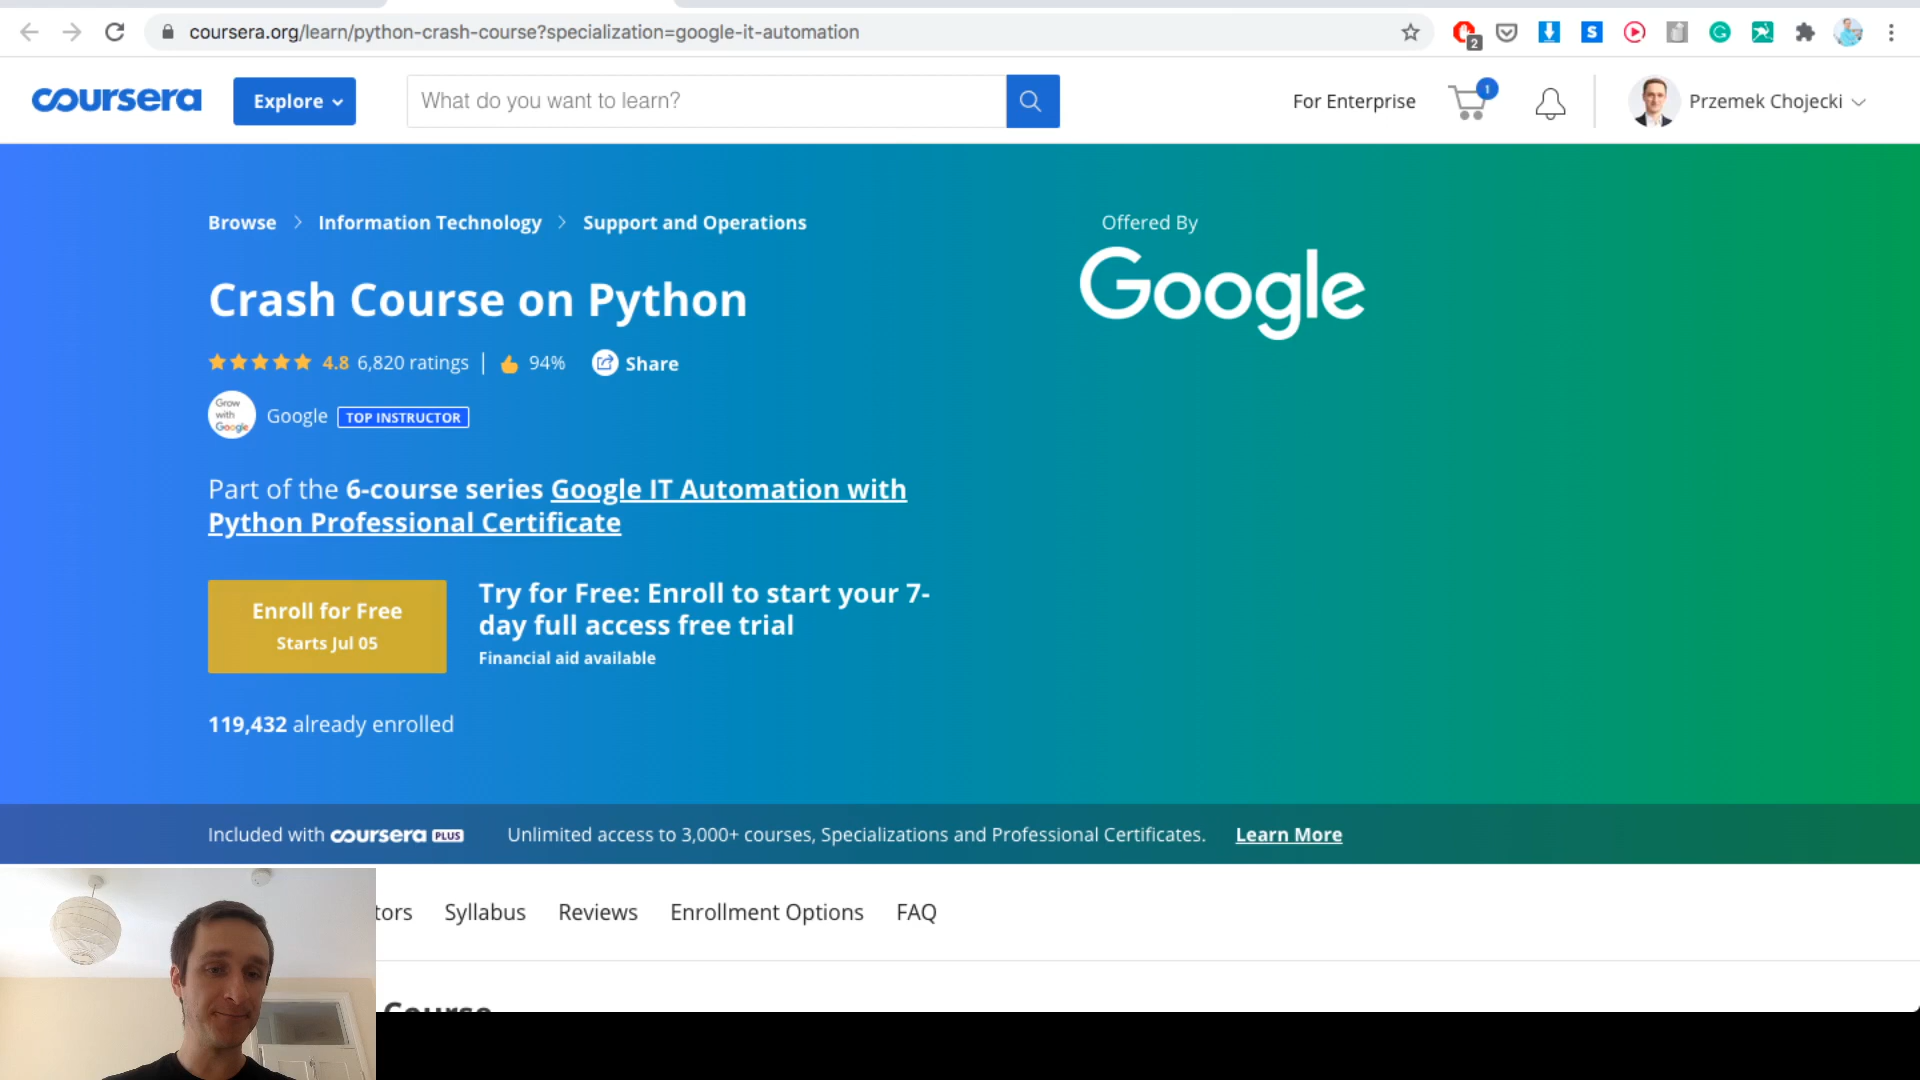 coursera.org/learn/python-crash-course?specialization=google-it-automation
2
S
G
coursera
Explore
What do you want to learn?
For Enterprise
1
Przemek Chojecki
Browse > Information Technology > Support and Operations
Offered By
Google
Crash Course on Python
4.8 6,820 ratings | 94% Share
Grow
with
Google
Google TOP INSTRUCTOR
Part of the 6-course series Google IT Automation with
Python Professional Certificate
Enroll for Free
Starts Jul 05
Try for Free: Enroll to start your 7-
day full access free trial
Financial aid available
119,432 already enrolled
Included with coursera PLUS
Unlimited access to 3,000+ courses, Specializations and Professional Certificates. Learn More
tors Syllabus Reviews Enrollment Options FAQ
Course